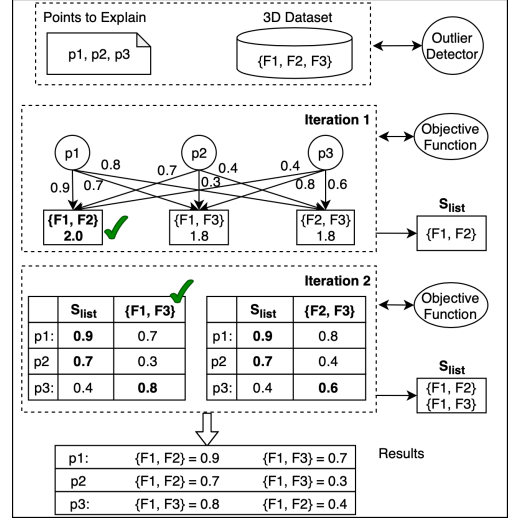 Points to Explain
3D Dataset
p1, p2, p3
{F1, F2, F3}
Outlier
Detector
Iteration 1
Objective
Function
p1
p2
p3
0.8
0.7
0.4
0.4
0.9
0.7
0.3
0.8
0.6
{F1, F2}
2.0
{F1, F3}
1.8
{F2, F3}
1.8
Slist
{F1, F2}
Iteration 2
Objective
Function
Slist {F1, F3}
p1: 0.9 0.7
p2 0.7 0.3
p3: 0.4 0.8
Slist {F2, F3}
p1: 0.9 0.8
p2 0.7 0.4
p3: 0.4 0.6
Slist
{F1, F2}
{F1, F3}
Results
p1: {F1, F2} = 0.9 {F1, F3} = 0.7
p2 {F1, F2} = 0.7 {F1, F3} = 0.3
p3: {F1, F3} = 0.8 {F1, F2} = 0.4